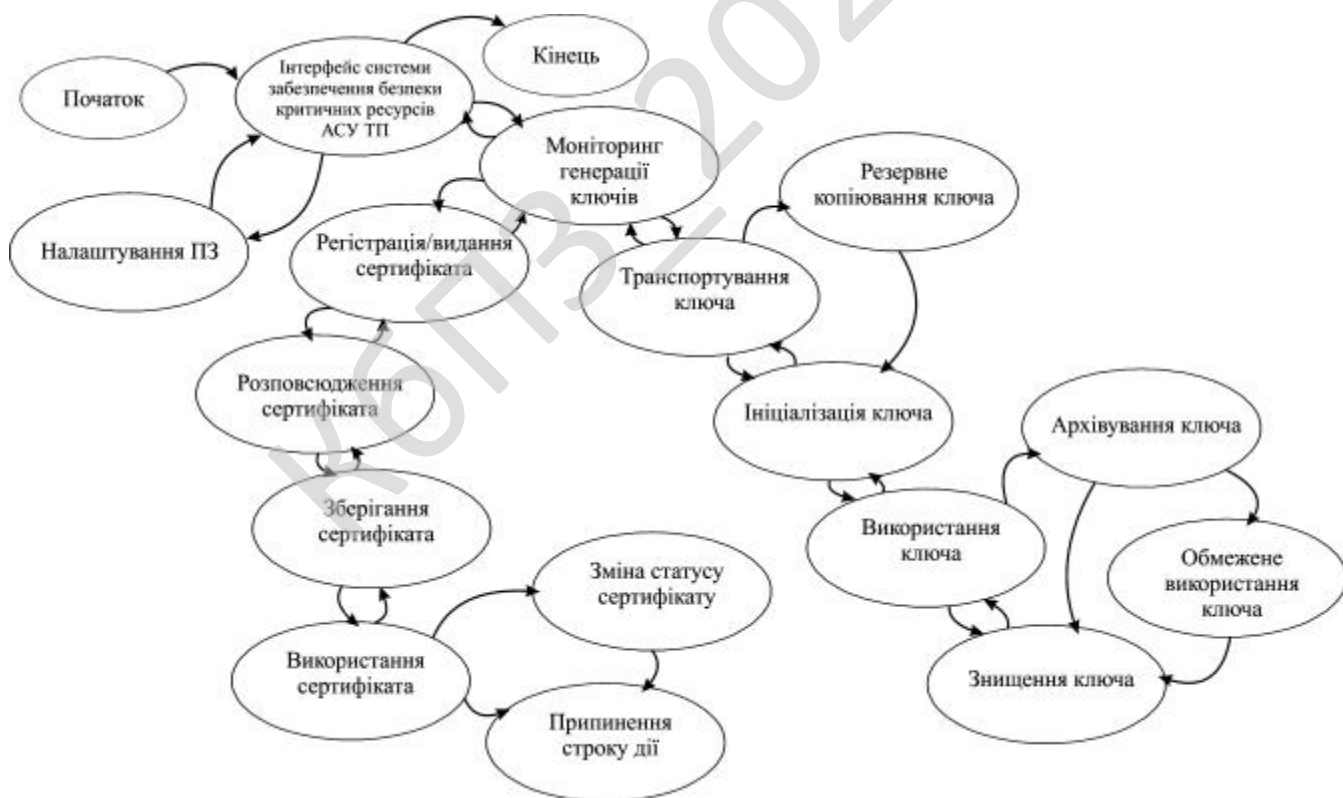 Інтерфейс системи
забезпечення безпеки
критичних ресурсів
АСУ ТП
Кінець
Початок
Моніторинг
генерації
ключів
Резервне
копіювання ключа
Налаштування ПЗ
Регістрація/видання
сертифіката
Транспортування
ключа
Розповсюдження
сертифіката
Ініціалізація ключа
Архівування ключа
Зберігання
сертифіката
Використання
ключа
Обмежене
використання
ключа
Зміна статусу
сертифікату
Використання
сертифіката
Знищення ключа
Припинення
строку дії
КбПЗ_202